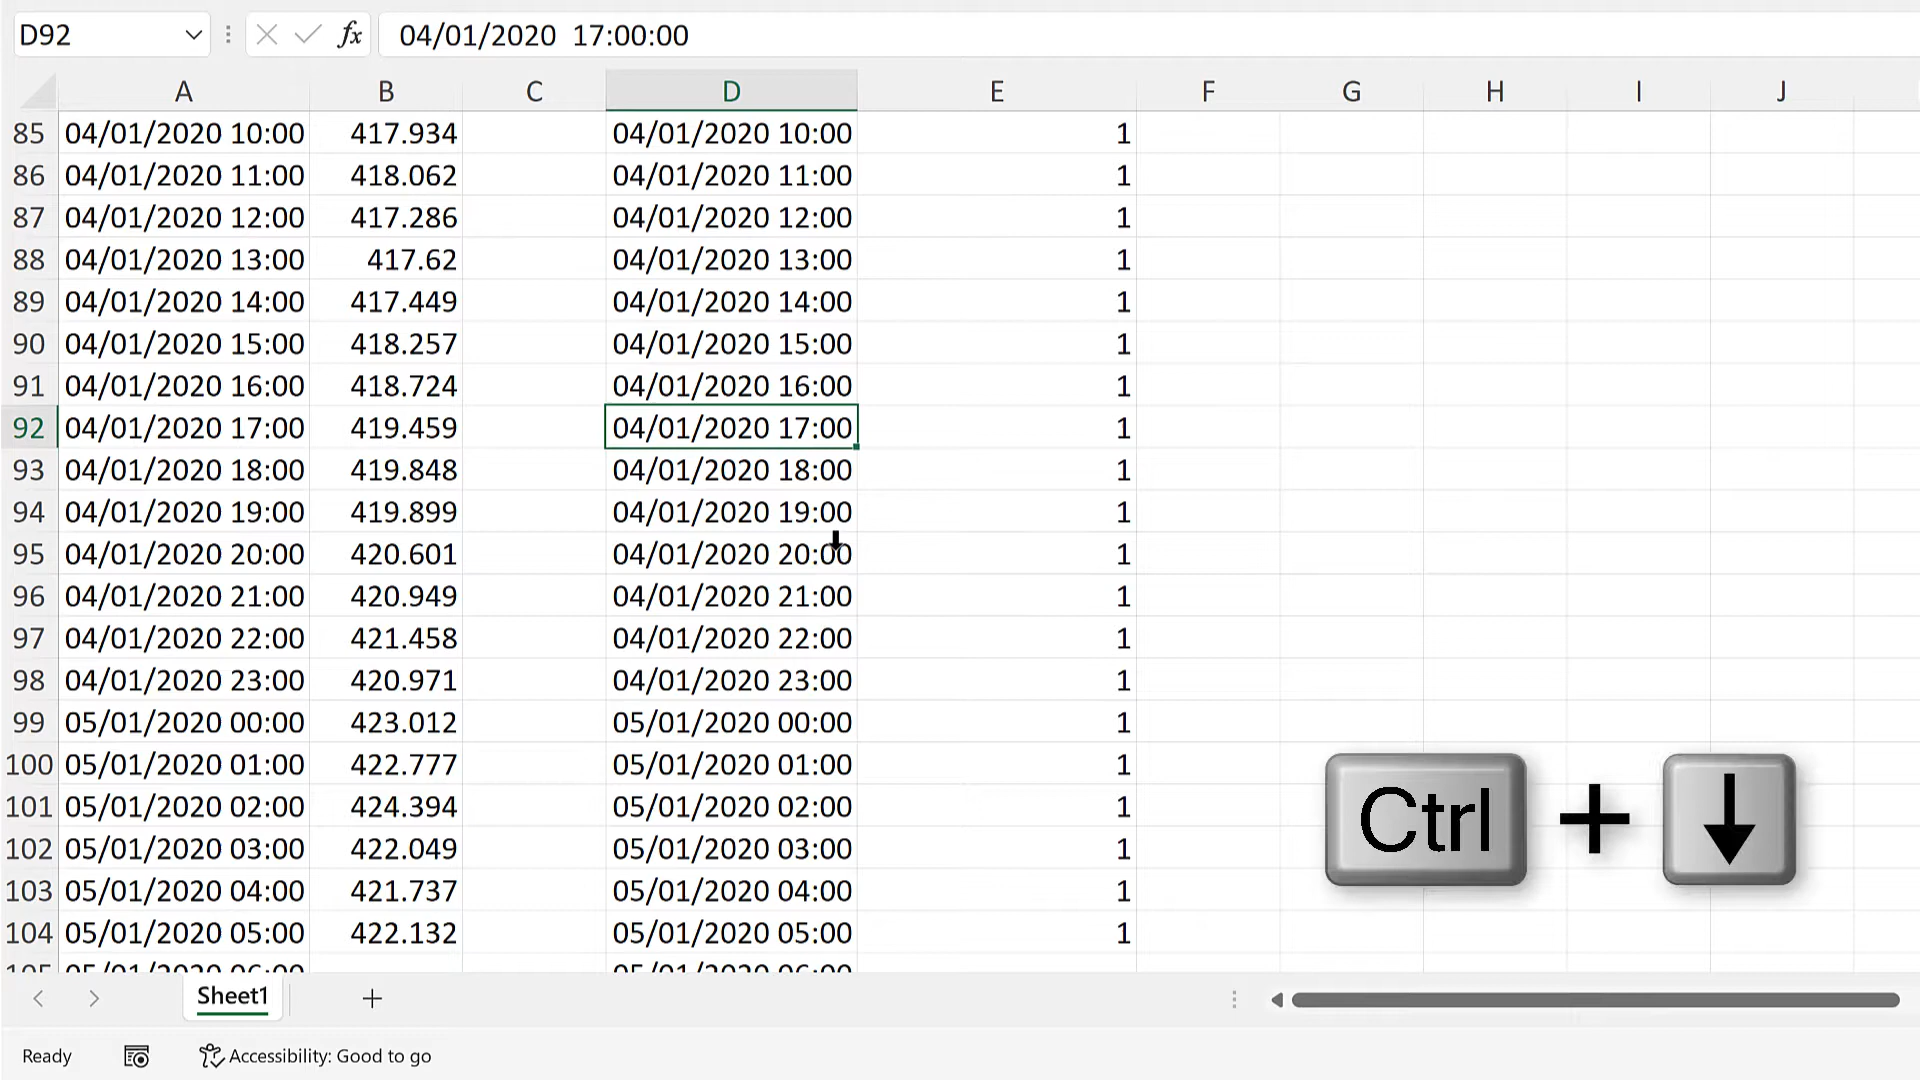 D92 fx 04/01/2020 17:00:00
A B C D E F G H I J
85 04/01/2020 10:00 417.934 04/01/2020 10:00 1
86 04/01/2020 11:00 418.062 04/01/2020 11:00 1
87 04/01/2020 12:00 417.286 04/01/2020 12:00 1
88 04/01/2020 13:00 417.62 04/01/2020 13:00 1
89 04/01/2020 14:00 417.449 04/01/2020 14:00 1
90 04/01/2020 15:00 418.257 04/01/2020 15:00 1
91 04/01/2020 16:00 418.724 04/01/2020 16:00 1
92 04/01/2020 17:00 419.459 04/01/2020 17:00 1
93 04/01/2020 18:00 419.848 04/01/2020 18:00 1
94 04/01/2020 19:00 419.899 04/01/2020 19:00 1
95 04/01/2020 20:00 420.601 04/01/2020 20:00 1
96 04/01/2020 21:00 420.949 04/01/2020 21:00 1
97 04/01/2020 22:00 421.458 04/01/2020 22:00 1
98 04/01/2020 23:00 420.971 04/01/2020 23:00 1
99 05/01/2020 00:00 423.012 05/01/2020 00:00 1
100 05/01/2020 01:00 422.777 05/01/2020 01:00 1
101 05/01/2020 02:00 424.394 05/01/2020 02:00 1
102 05/01/2020 03:00 422.049 05/01/2020 03:00 1
103 05/01/2020 04:00 421.737 05/01/2020 04:00 1
104 05/01/2020 05:00 422.132 05/01/2020 05:00 1
Ctrl + ↓
Sheet1 +
Ready Accessibility: Good to go